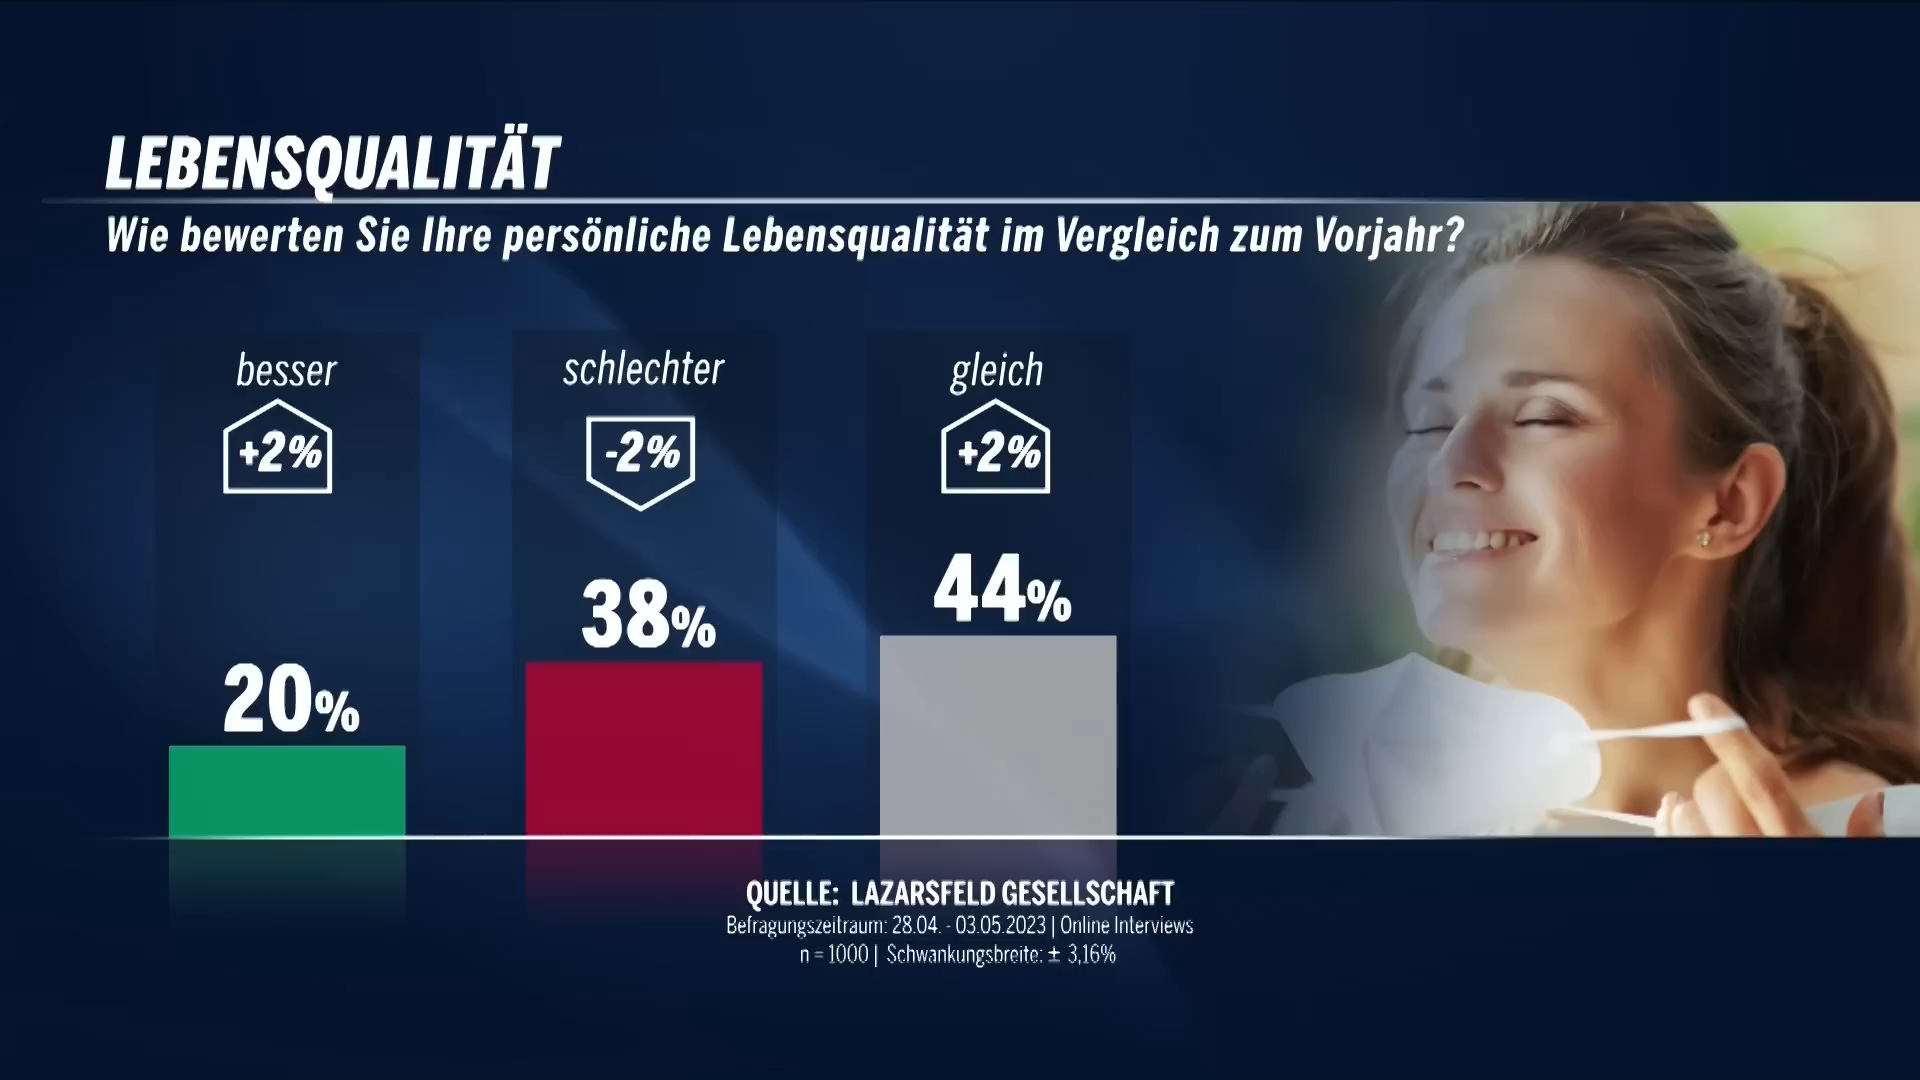 LEBENSQUALITÄT
Wie bewerten Sie Ihre persönliche Lebensqualität im Vergleich zum Vorjahr?
besser
+2%
20%
schlechter
-2%
38%
gleich
+2%
44%
QUELLE: LAZARSFELD GESELLSCHAFT
Befragungszeitraum: 28.04. - 03.05.2023 | Online Interviews
n = 1000 | Schwankungsbreite: ± 3,16%